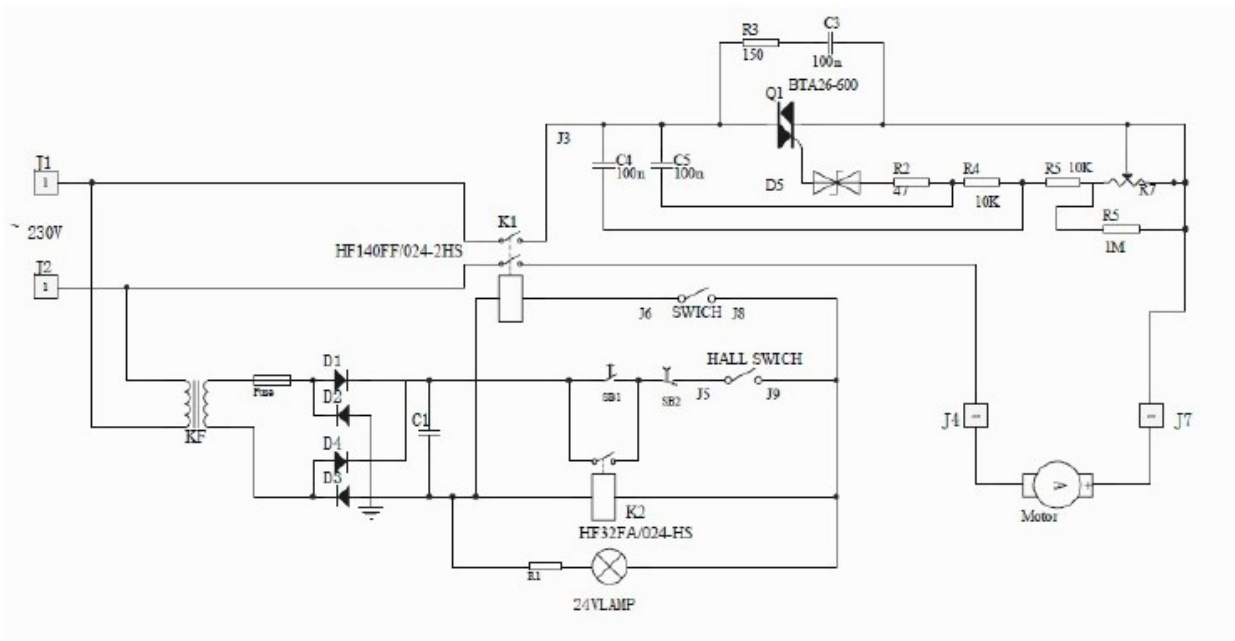 R3
C3
150
100n
BTA26-600
Q1
J3
J1
1
C4
100n
C5
100n
D5
R2
47
R4
10K
R5
10K
R7
~ 230V
K1
R5
1M
HF140FF/024-2HS
J2
1
J6
SWICH
J8
D1
HALL SWICH
Fuse
D2
SB1
SB2
J5
J9
C1
J4
J7
KF
D4
D3
K2
A
+
Motor
HF32FA/024-HS
R1
24VLAMP